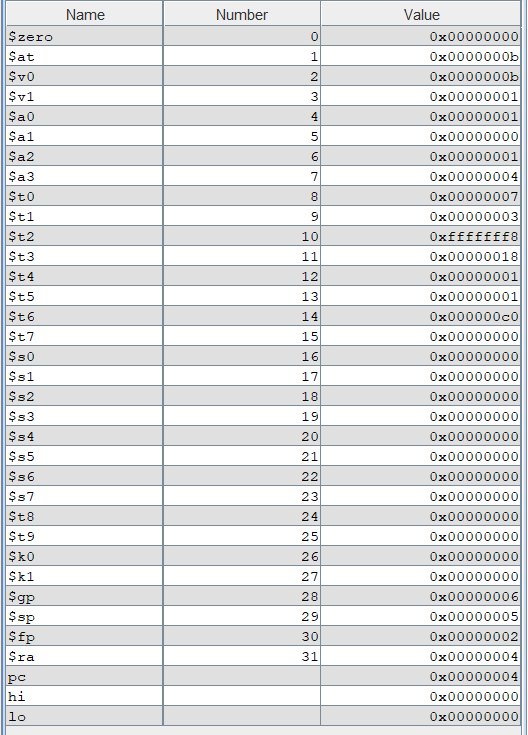 Name Number Value
$zero 0 0x00000000
$at 1 0x0000000b
$v0 2 0x0000000b
$v1 3 0x00000001
$a0 4 0x00000001
$a1 5 0x00000000
$a2 6 0x00000001
$a3 7 0x00000004
$t0 8 0x00000007
$t1 9 0x00000003
$t2 10 0xfffffff8
$t3 11 0x00000018
$t4 12 0x00000001
$t5 13 0x00000001
$t6 14 0x000000c0
$t7 15 0x00000000
$s0 16 0x00000000
$s1 17 0x00000000
$s2 18 0x00000000
$s3 19 0x00000000
$s4 20 0x00000000
$s5 21 0x00000000
$s6 22 0x00000000
$s7 23 0x00000000
$t8 24 0x00000000
$t9 25 0x00000000
$k0 26 0x00000000
$k1 27 0x00000000
$gp 28 0x00000006
$sp 29 0x00000005
$fp 30 0x00000002
$ra 31 0x00000004
pc 0x00000004
hi 0x00000000
lo 0x00000000